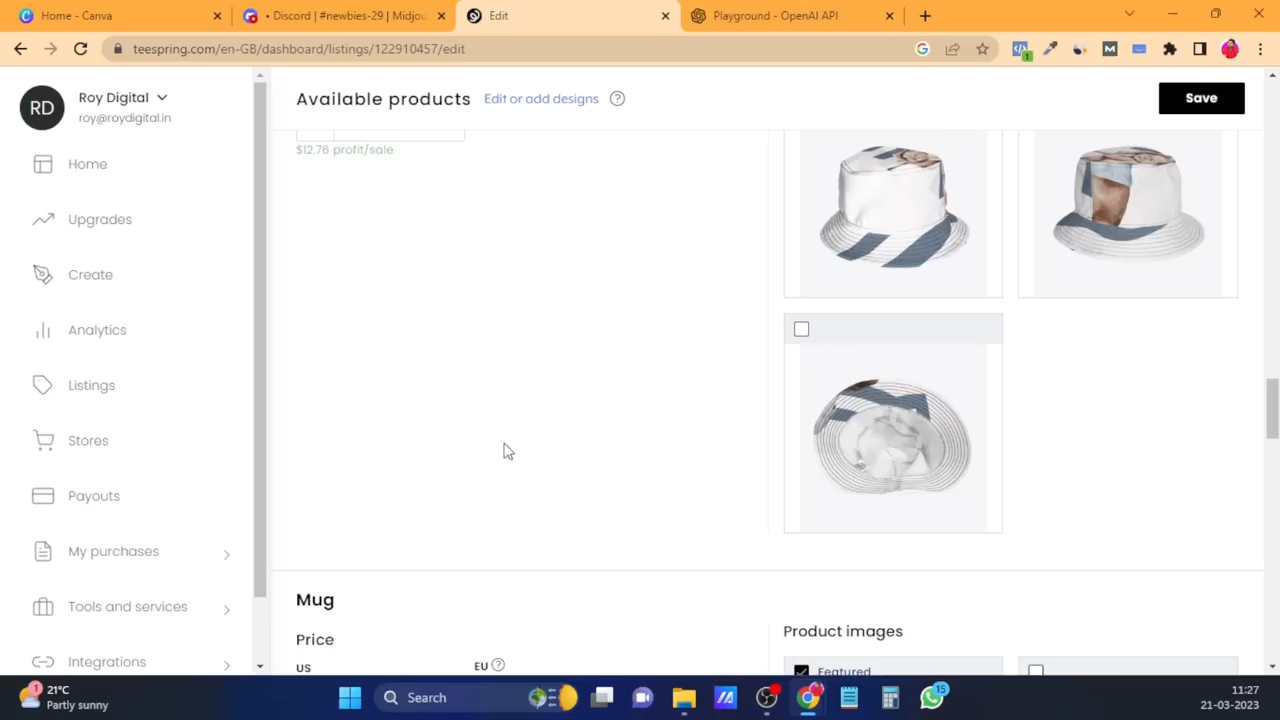 Home - Canva
• Discord | #newbies-29 | Midjou
Edit
Playground - OpenAI API
teespring.com/en-GB/dashboard/listings/122910457/edit
RD
Roy Digital
roy@roydigital.in
Available products
Edit or add designs
Save
$12.76 profit/sale
Home
Upgrades
Create
Analytics
Listings
Stores
Payouts
My purchases
Tools and services
Integrations
Mug
Price
US
EU
Product images
Featured
1
21°C
Partly sunny
Search
15
11:27
21-03-2023